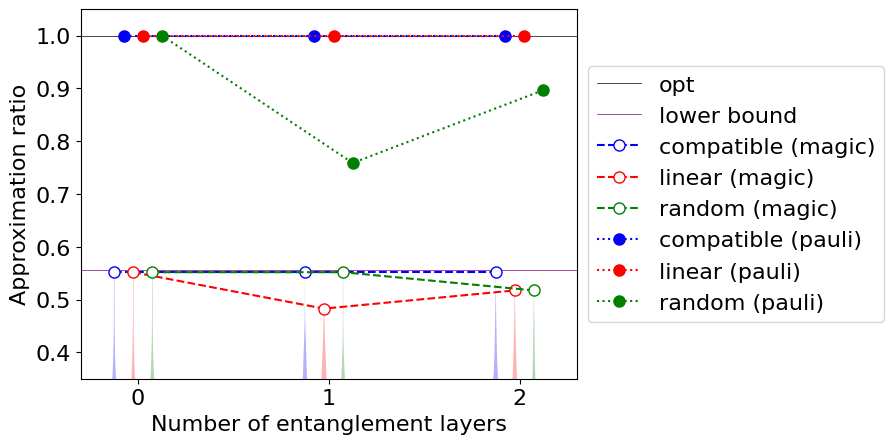 1.0
0.9
0.8
0.7
0.6
0.5
0.4
Approximation ratio
0 1 2
Number of entanglement layers
opt
lower bound
compatible (magic)
linear (magic)
random (magic)
compatible (pauli)
linear (pauli)
random (pauli)